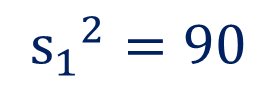 s₁² = 90